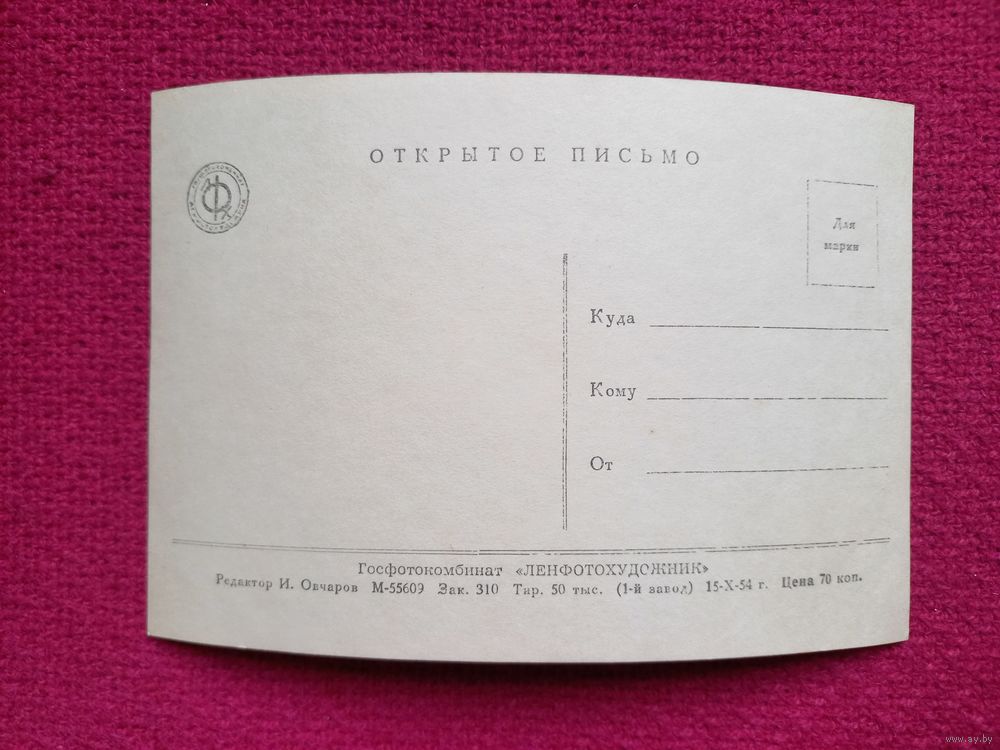 ОТКРЫТОЕ ПИСЬМО
Для
марки
Куда
Кому
От
Госфотокомбинат «ЛЕНФОТОХУДОЖНИК»
Редактор И. Овчаров М-55609 Зак. 310 Тир. 50 тыс. (1-й завод) 15-X-54 г. Цена 70 коп.
www.ay.by